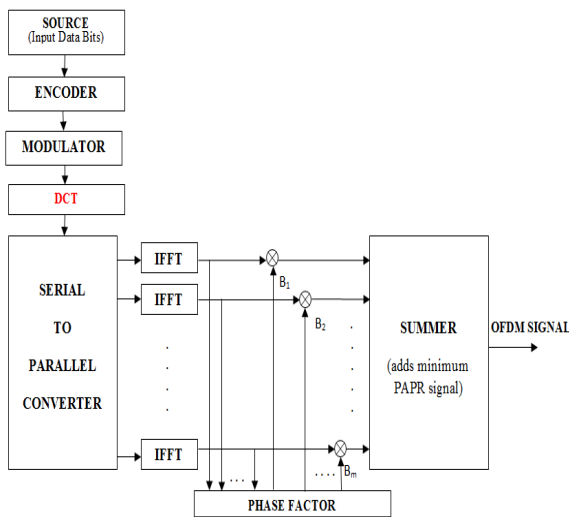 SOURCE
(Input Data Bits)
ENCODER
MODULATOR
DCT
SERIAL
TO
PARALLEL
CONVERTER
IFFT
IFFT
IFFT
B1
B2
Bm
SUMMER
(adds minimum
PAPR signal)
OFDM SIGNAL
PHASE FACTOR